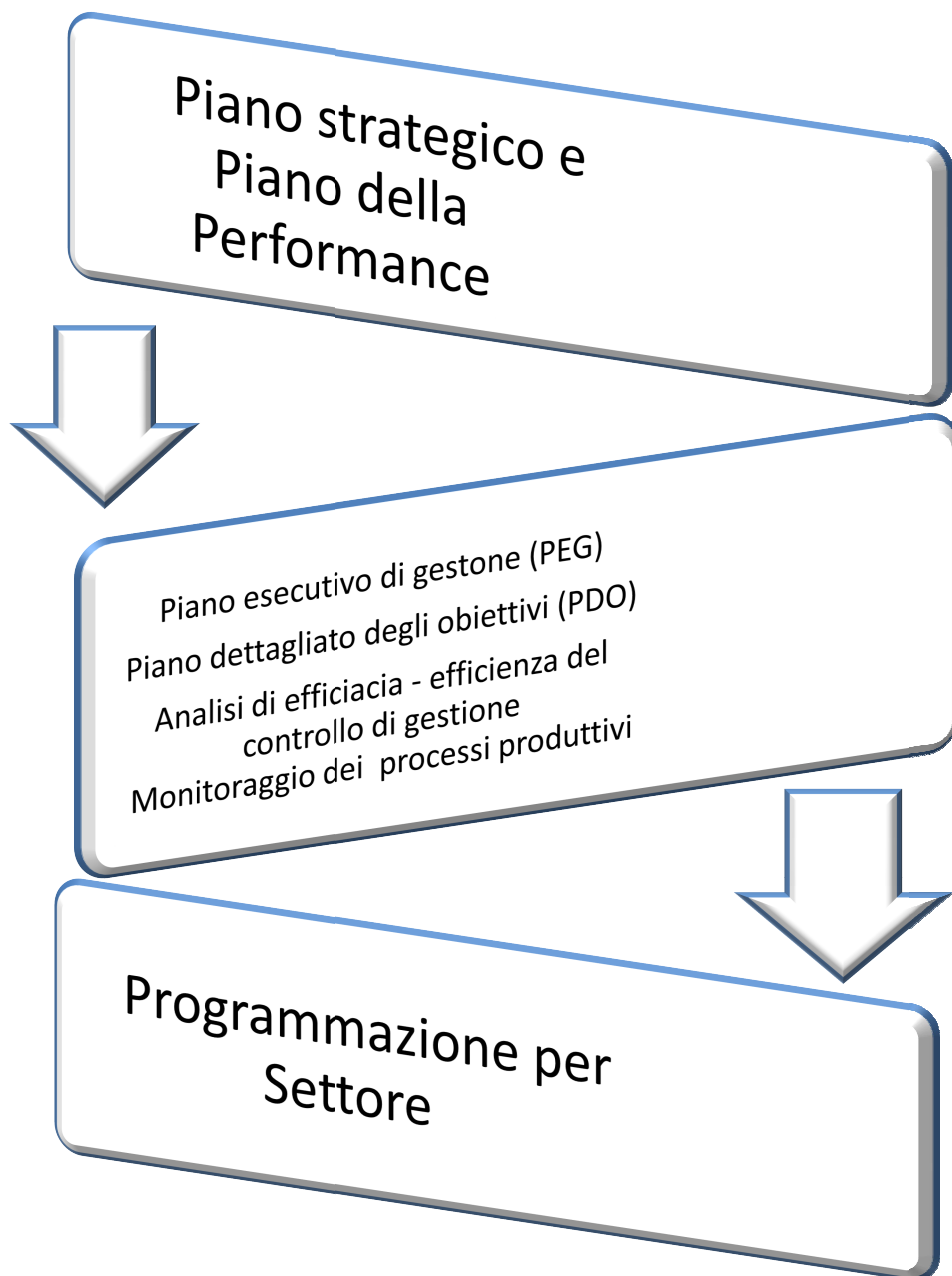 Piano strategico e
Piano della
Performance
Piano esecutivo di gestone (PEG)
Piano dettagliato degli obiettivi (PDO)
Analisi di efficiacia - efficienza del
controllo di gestione
Monitoraggio dei processi produttivi
Programmazione per
Settore